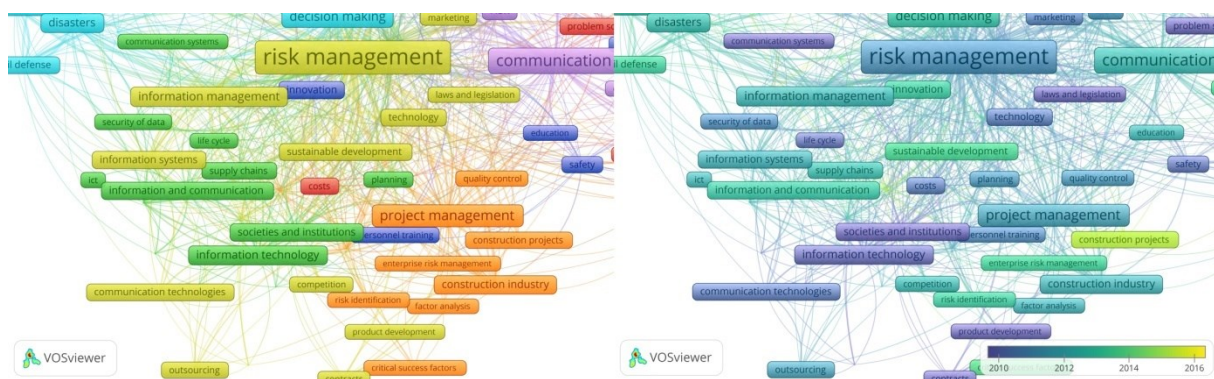 disasters
decision making
marketing
problem so
communication systems
risk management
communication
il defense
information management
innovation
laws and legislation
technology
security of data
education
life cycle
information systems
sustainable development
safety
supply chains
ict
information and communication
costs
planning
quality control
project management
societies and institutions
personnel training
construction projects
information technology
enterprise risk management
communication technologies
competition
construction industry
risk identification
factor analysis
product development
VOSviewer
outsourcing
critical success factors
contracts
disasters
decision making
marketing
problem so
communication systems
risk management
communication
il defense
information management
innovation
laws and legislation
technology
security of data
education
life cycle
information systems
sustainable development
safety
supply chains
ict
information and communication
costs
planning
quality control
project management
societies and institutions
personnel training
construction projects
information technology
enterprise risk management
communication technologies
competition
construction industry
risk identification
factor analysis
product development
VOSviewer
outsourcing
contracts
2010 2012 2014 2016